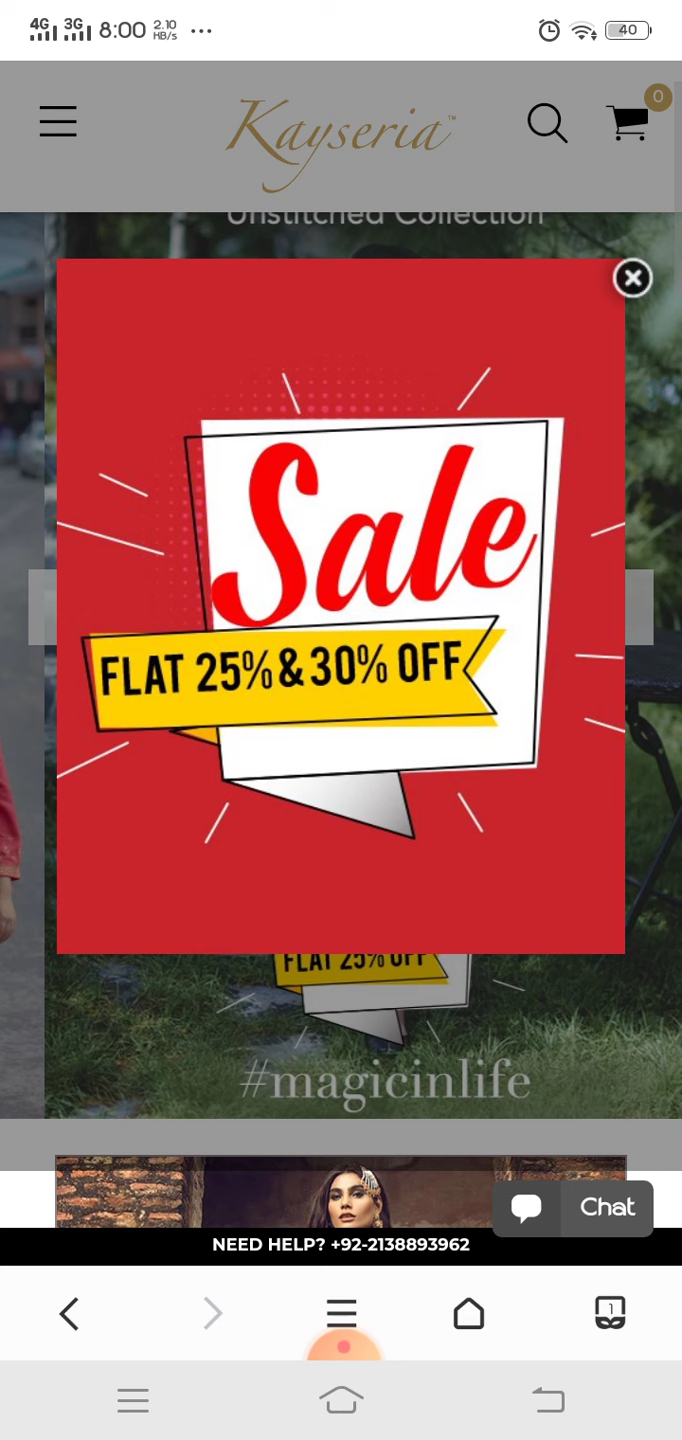 4G 3G 8:00 2.10 KB/s ... 40
0
Kayseria™
Unstitched Collection
Sale
FLAT 25% & 30% OFF
FLAT 25% OFF
#magicinlife
Chat
NEED HELP? +92-2138893962
1